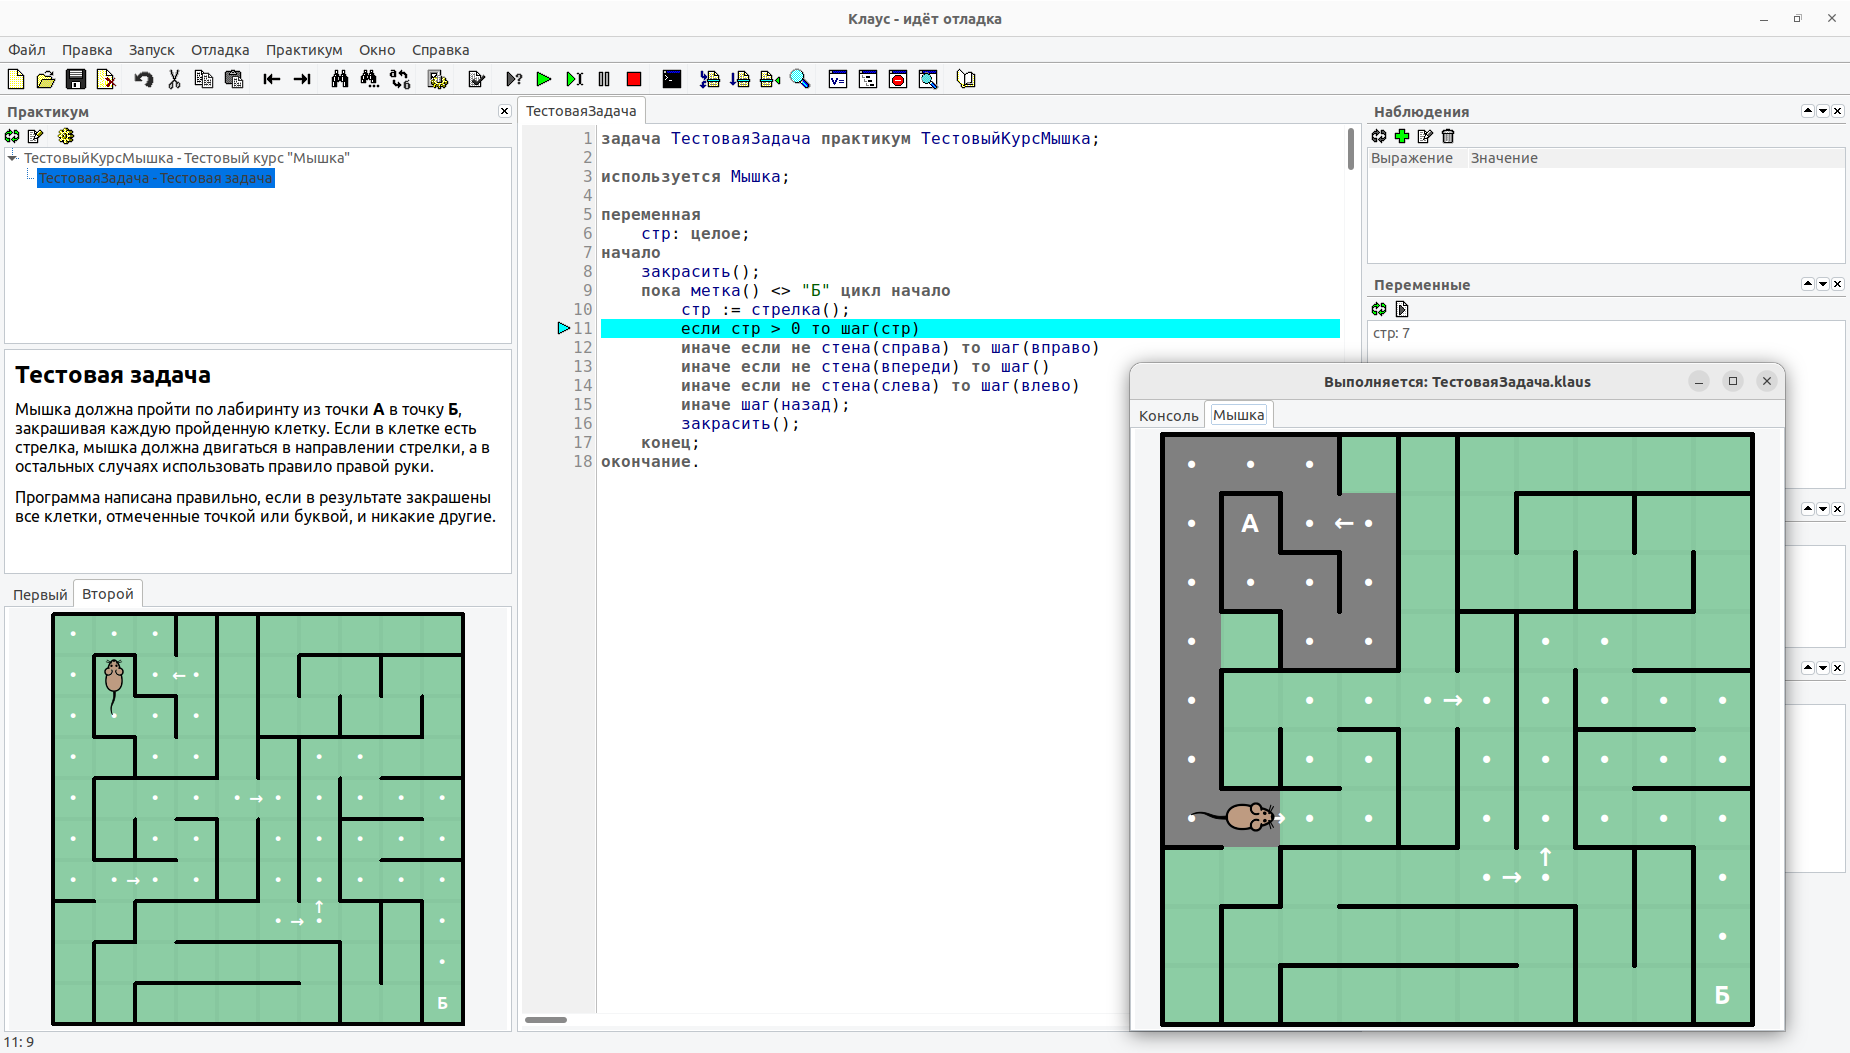 Клаус - идёт отладка
Файл Правка Запуск Отладка Практикум Окно Справка
Практикум
ТестовыйКурсМышка - Тестовый курс "Мышка"
ТестоваяЗадача - Тестовая задача
Тестовая задача
Мышка должна пройти по лабиринту из точки А в точку Б,
закрашивая каждую пройденную клетку. Если в клетке есть
стрелка, мышка должна двигаться в направлении стрелки, а в
остальных случаях использовать правило правой руки.
Программа написана правильно, если в результате закрашены
все клетки, отмеченные точкой или буквой, и никакие другие.
Первый Второй
Б
11: 9
ТестоваяЗадача
1 задача ТестоваяЗадача практикум ТестовыйКурсМышка;
2
3 используется Мышка;
4
5 переменная
6 стр: целое;
7 начало
8 закрасить();
9 пока метка() <> "Б" цикл начало
10 стр := стрелка();
11 если стр > 0 то шаг(стр)
12 иначе если не стена(справа) то шаг(вправо)
13 иначе если не стена(впереди) то шаг()
14 иначе если не стена(слева) то шаг(влево)
15 иначе шаг(назад);
16 закрасить();
17 конец;
18 окончание.
Наблюдения
Выражение Значение
Переменные
стр: 7
Выполняется: ТестоваяЗадача.klaus
Консоль Мышка
А
Б